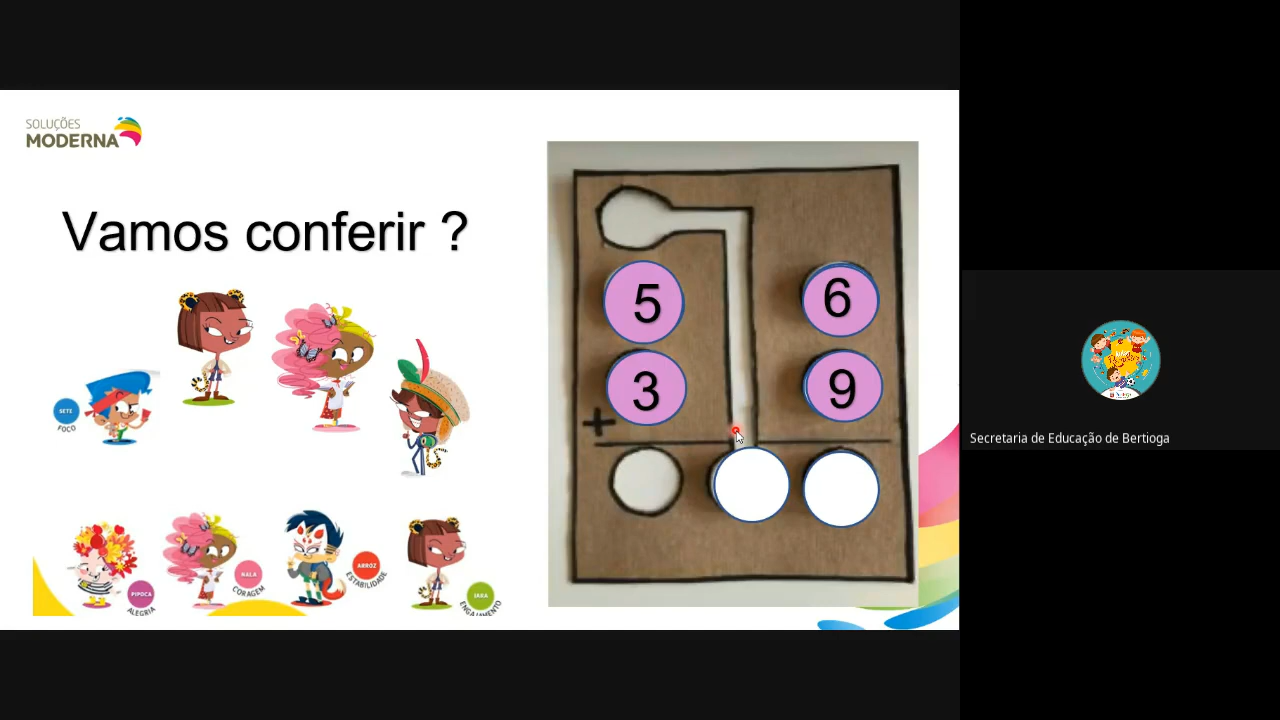 SOLUÇÕES
MODERNA
Vamos conferir ?
5 6
3 9
+
SETE
FOCO
PIPOCA
ALEGRIA
NALA
CORAGEM
ARROZ
ESTABILIDADE
IARA
ENGAJAMENTO
Secretaria de Educação de Bertioga